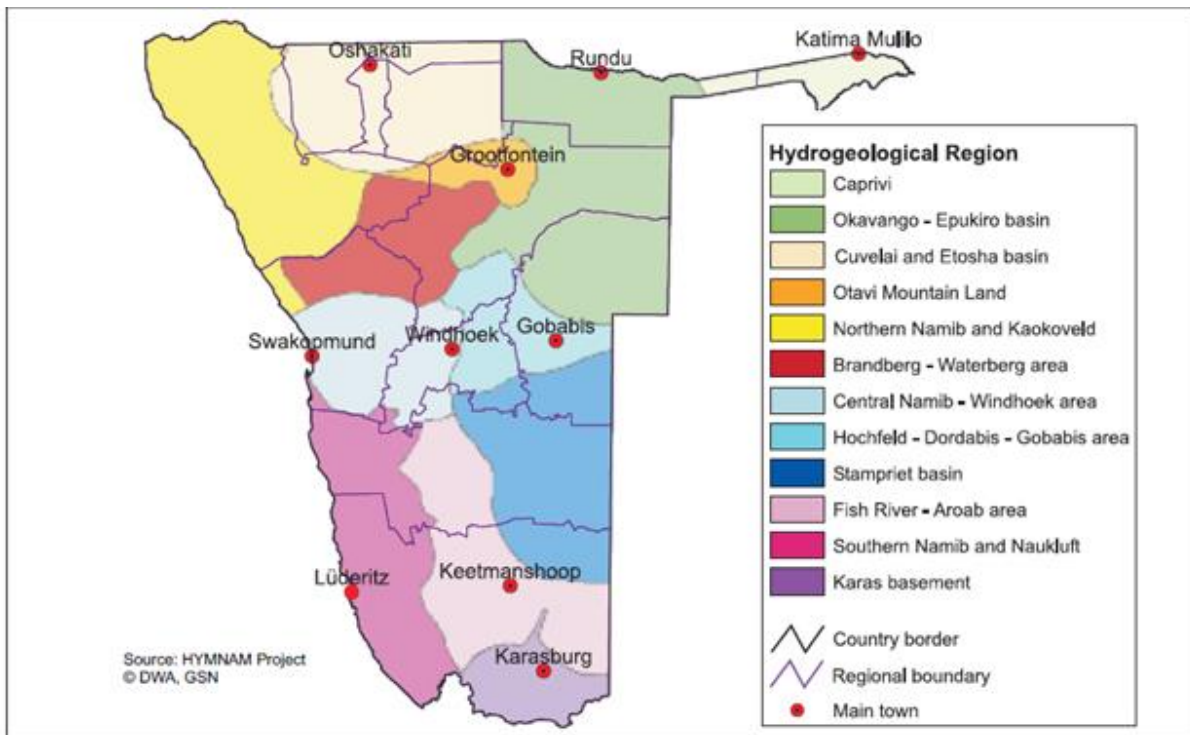 Oshakati
Rundu
Katima Mulilo
Grootfontein
Swakopmund
Windhoek
Gobabis
Lüderitz
Keetmanshoop
Karasburg
Source: HYMNAM Project
© DWA, GSN
Hydrogeological Region
Caprivi
Okavango - Epukiro basin
Cuvelai and Etosha basin
Otavi Mountain Land
Northern Namib and Kaokoveld
Brandberg - Waterberg area
Central Namib - Windhoek area
Hochfeld - Dordabis - Gobabis area
Stampriet basin
Fish River - Aroab area
Southern Namib and Naukluft
Karas basement
Country border
Regional boundary
Main town